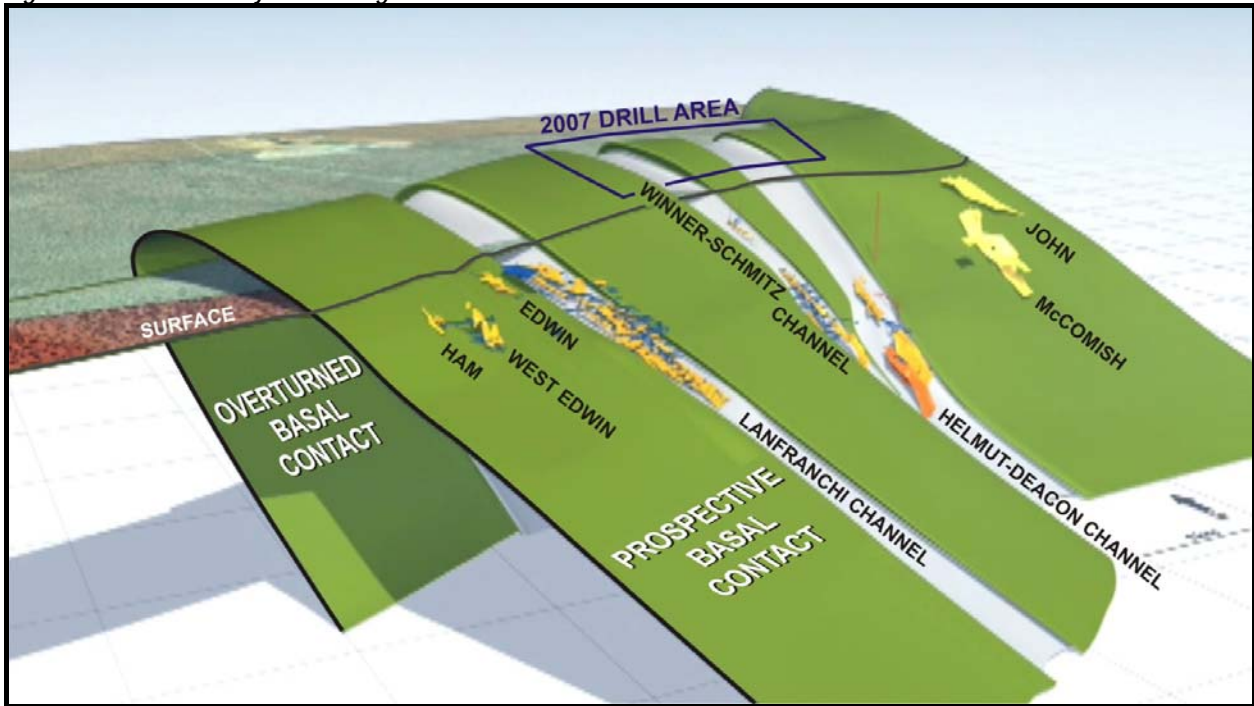 2007 DRILL AREA
WINNER-SCHMITZ
CHANNEL
JOHN
McCOMISH
SURFACE
EDWIN
HAM
WEST EDWIN
OVERTURNED
BASAL
CONTACT
LANFRANCHI CHANNEL
HELMUT-DEACON CHANNEL
PROSPECTIVE
BASAL
CONTACT